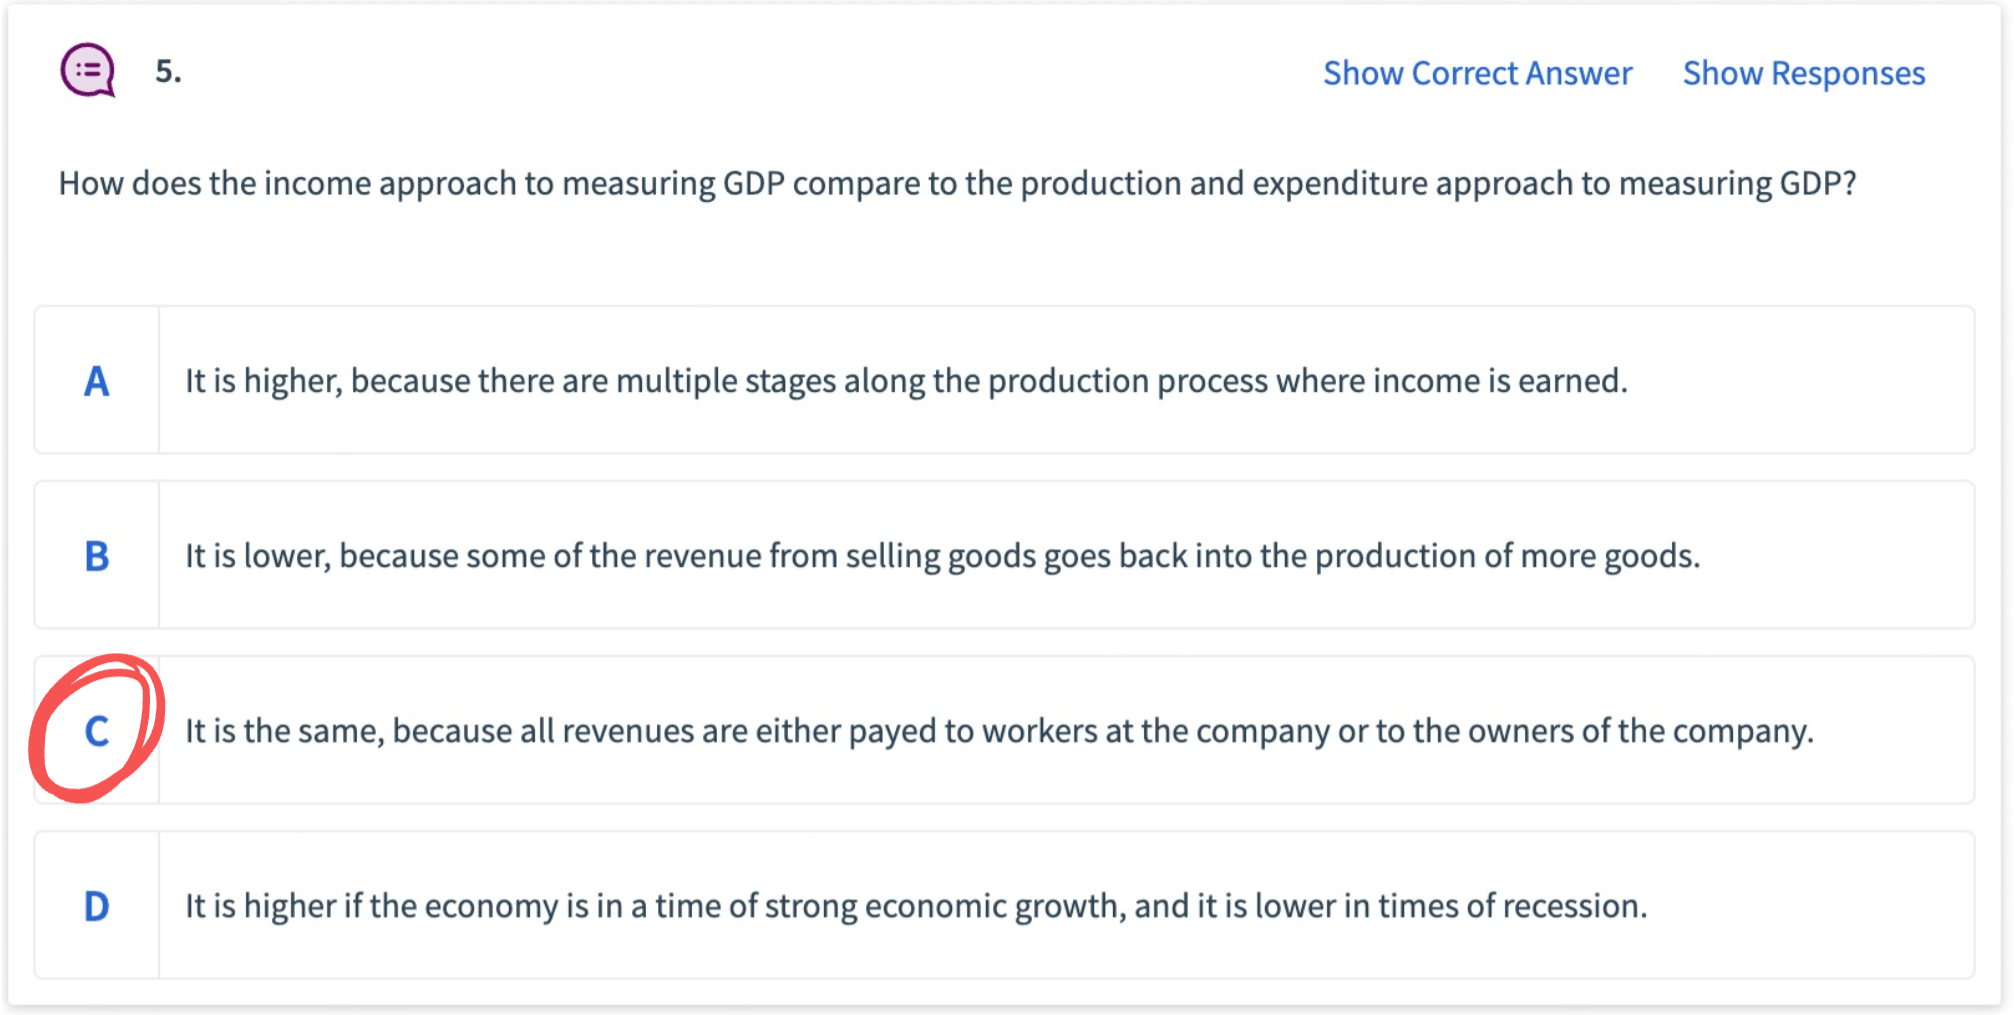 5.
Show Correct Answer Show Responses
How does the income approach to measuring GDP compare to the production and expenditure approach to measuring GDP?
A It is higher, because there are multiple stages along the production process where income is earned.
B It is lower, because some of the revenue from selling goods goes back into the production of more goods.
C It is the same, because all revenues are either payed to workers at the company or to the owners of the company.
D It is higher if the economy is in a time of strong economic growth, and it is lower in times of recession.